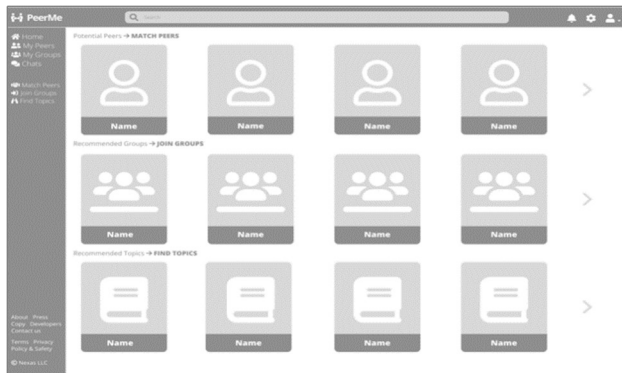 PeerMe
Search
Home
My Peers
My Groups
Chats
Match Peers
Join Groups
Find Topics
Potential Peers → MATCH PEERS
Name Name Name Name
Recommended Groups → JOIN GROUPS
Name Name Name Name
Recommended Topics → FIND TOPICS
Name Name Name Name
About Press
Copy Developers
Contact us
Terms Privacy
Policy & Safety
© Nexas LLC